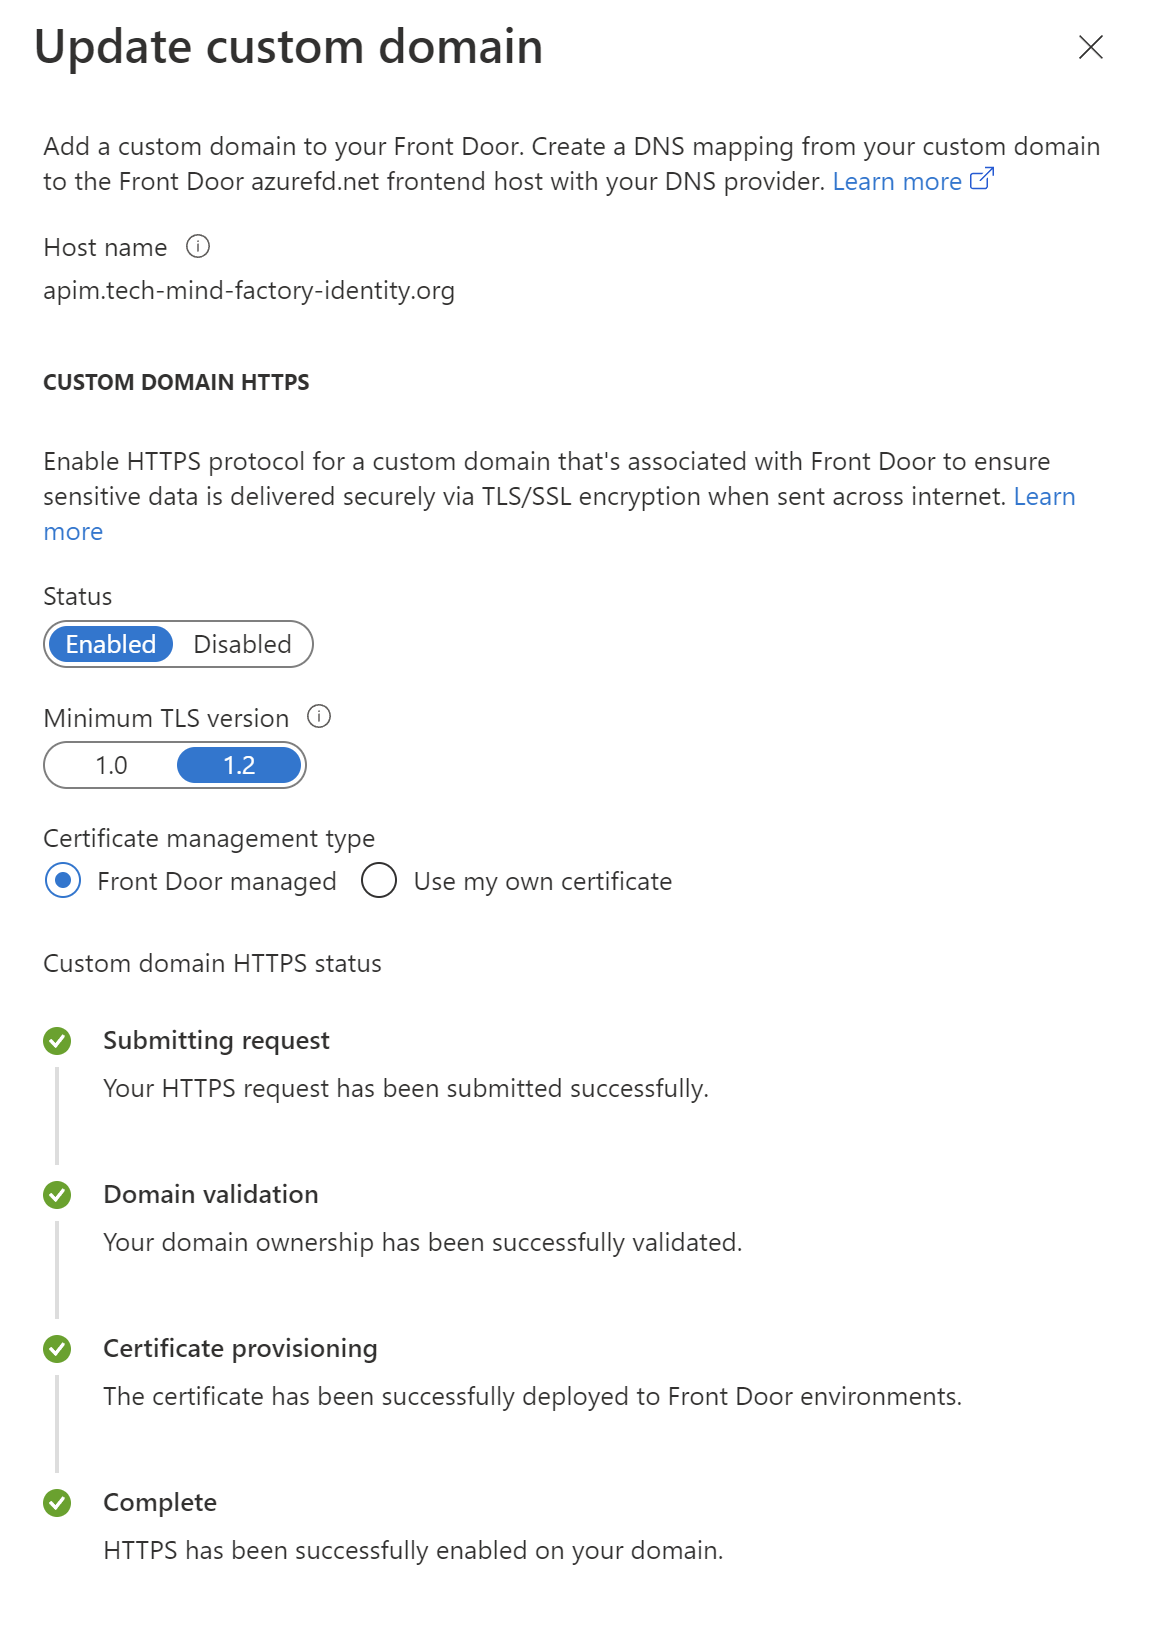 Update custom domain
Add a custom domain to your Front Door. Create a DNS mapping from your custom domain
to the Front Door azurefd.net frontend host with your DNS provider. Learn more
Host name
apim.tech-mind-factory-identity.org
CUSTOM DOMAIN HTTPS
Enable HTTPS protocol for a custom domain that's associated with Front Door to ensure
sensitive data is delivered securely via TLS/SSL encryption when sent across internet. Learn
more
Status
Enabled Disabled
Minimum TLS version
1.0 1.2
Certificate management type
Front Door managed Use my own certificate
Custom domain HTTPS status
Submitting request
Your HTTPS request has been submitted successfully.
Domain validation
Your domain ownership has been successfully validated.
Certificate provisioning
The certificate has been successfully deployed to Front Door environments.
Complete
HTTPS has been successfully enabled on your domain.